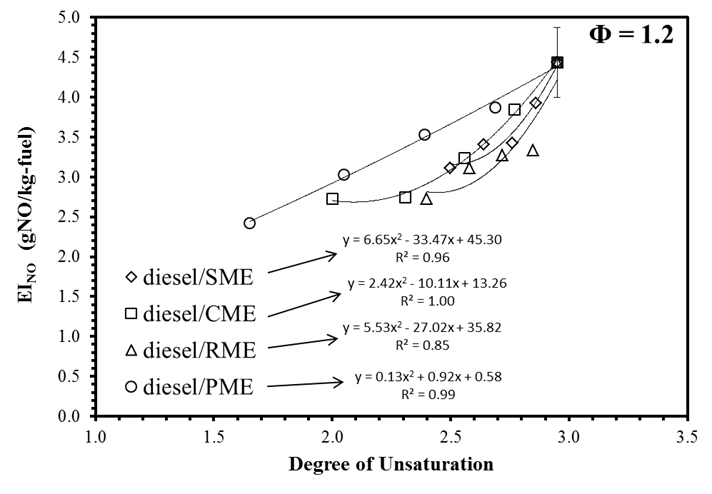 Φ = 1.2
5.0
4.5
4.0
3.5
3.0
2.5
2.0
1.5
1.0
0.5
0.0
EI_NO (gNO/kg-fuel)
diesel/SME
y = 6.65x² - 33.47x + 45.30
R² = 0.96
diesel/CME
y = 2.42x² - 10.11x + 13.26
R² = 1.00
diesel/RME
y = 5.53x² - 27.02x + 35.82
R² = 0.85
diesel/PME
y = 0.13x² + 0.92x + 0.58
R² = 0.99
1.0 1.5 2.0 2.5 3.0 3.5
Degree of Unsaturation